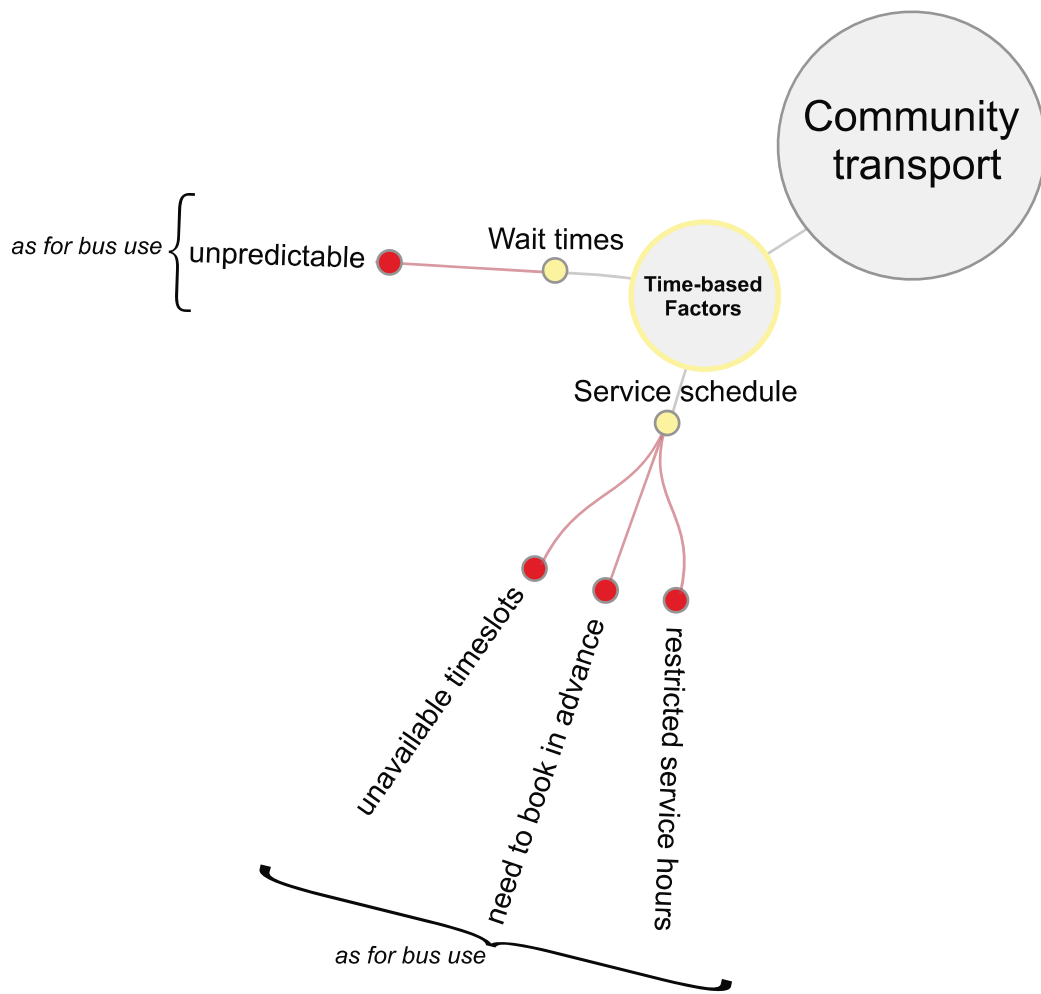 Community
transport
Wait times
as for bus use
unpredictable
Time-based
Factors
Service schedule
unavailable timeslots
need to book in advance
restricted service hours
as for bus use